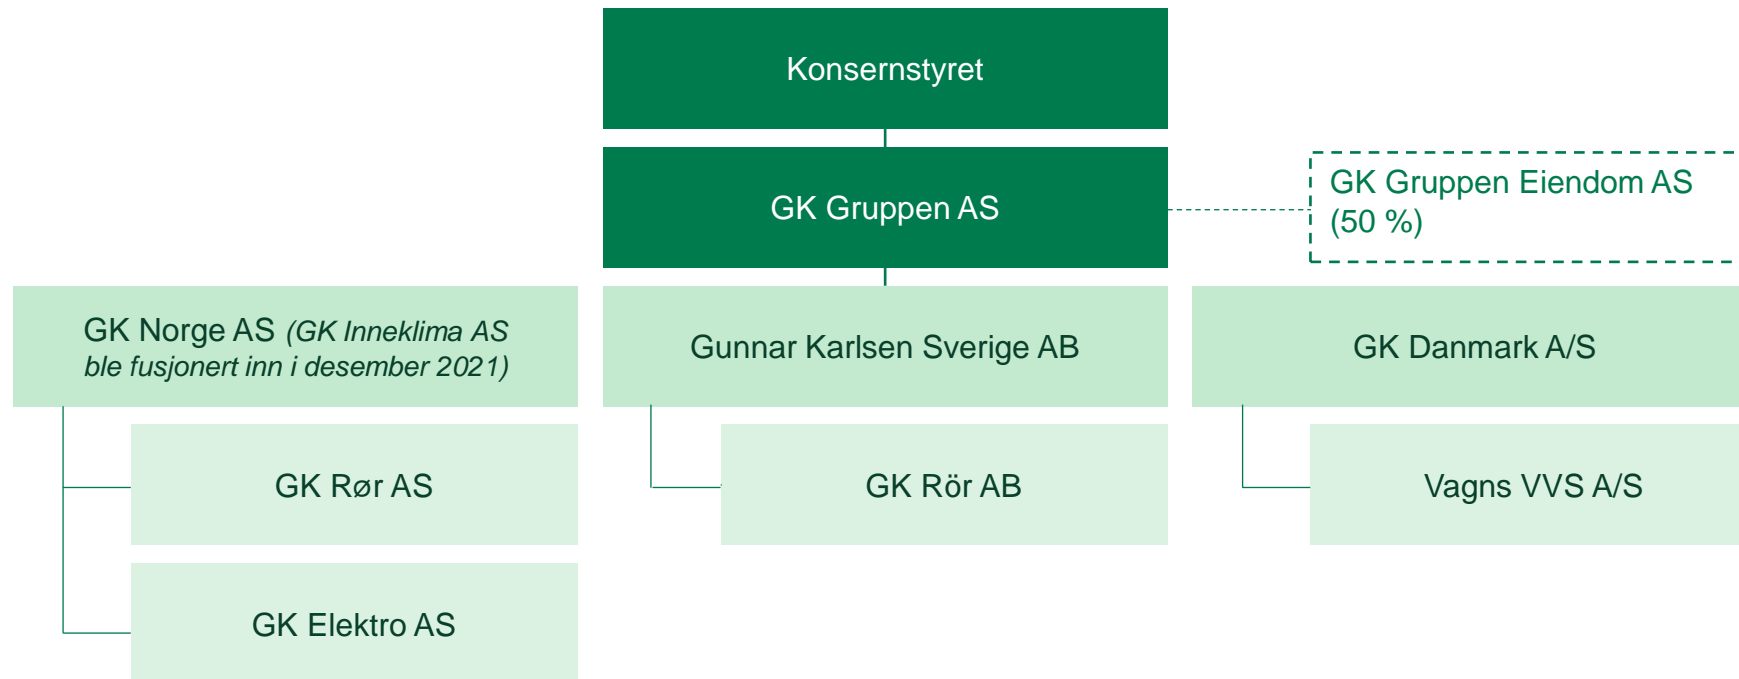 Konsernstyret
GK Gruppen AS
GK Gruppen Eiendom AS
(50 %)
GK Norge AS (GK Inneklima AS
ble fusjonert inn i desember 2021)
Gunnar Karlsen Sverige AB
GK Danmark A/S
GK Rør AS
GK Rör AB
Vagns VVS A/S
GK Elektro AS